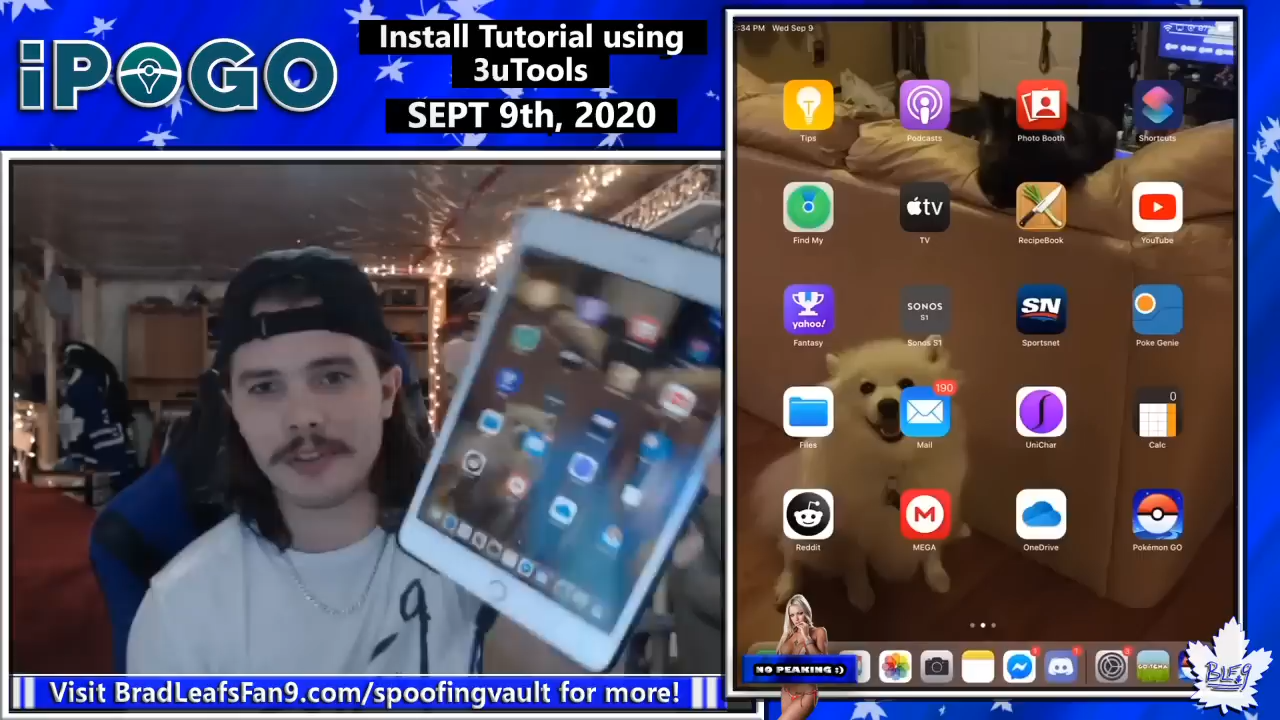 iPOGO
Install Tutorial using
3uTools
SEPT 9th, 2020
:34 PM Wed Sep 9
Tips
Podcasts
Photo Booth
Shortcuts
tv
Find My
TV
RecipeBook
YouTube
yahoo!
SONOS
S1
SN
Fantasy
Sonos S1
Sportsnet
Poke Genie
190
0
Files
Mail
UniChar
Calc
Reddit
MEGA
OneDrive
Pokémon GO
NO PEAKING :)
BLF9
Visit BradLeafsFan9.com/spoofingvault for more!